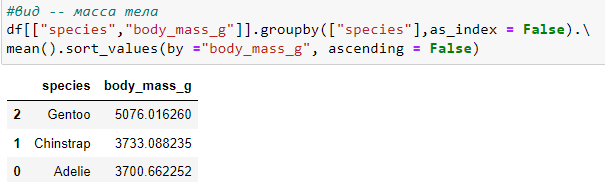 #вид -- масса тела
df[["species","body_mass_g"]].groupby(["species"],as_index = False).\
mean().sort_values(by ="body_mass_g", ascending = False)
species body_mass_g
2 Gentoo 5076.016260
1 Chinstrap 3733.088235
0 Adelie 3700.662252